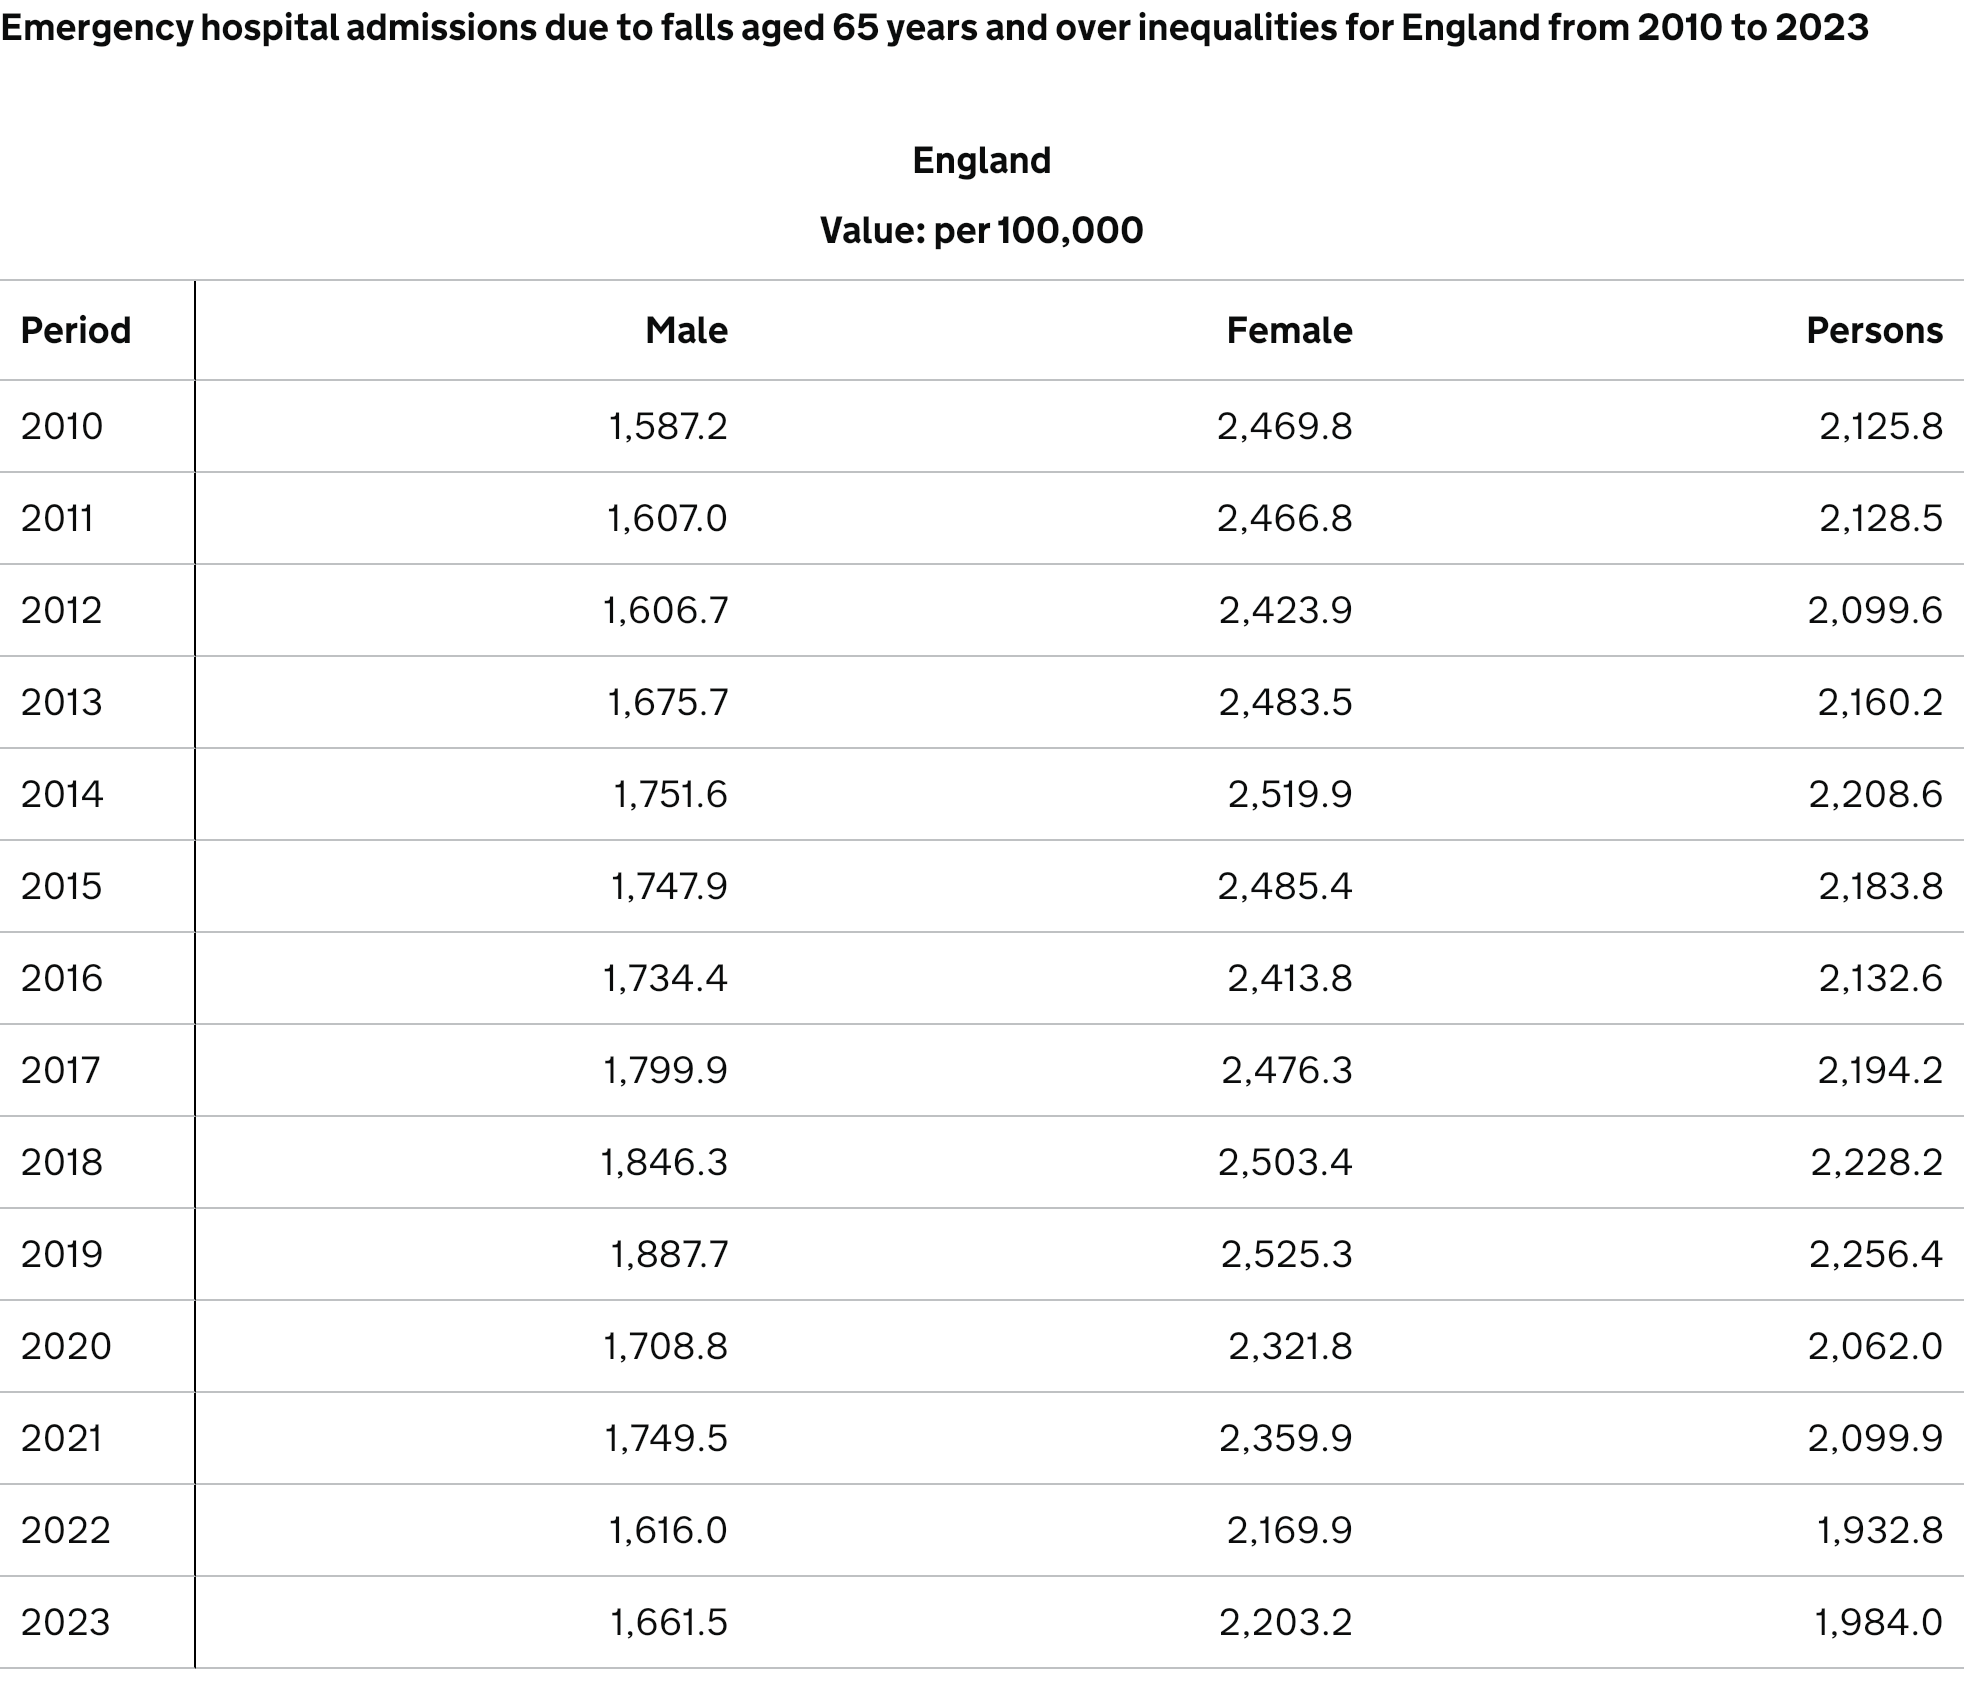 Emergency hospital admissions due to falls aged 65 years and over inequalities for England from 2010 to 2023
England
Value: per 100,000
Period Male Female Persons
2010 1,587.2 2,469.8 2,125.8
2011 1,607.0 2,466.8 2,128.5
2012 1,606.7 2,423.9 2,099.6
2013 1,675.7 2,483.5 2,160.2
2014 1,751.6 2,519.9 2,208.6
2015 1,747.9 2,485.4 2,183.8
2016 1,734.4 2,413.8 2,132.6
2017 1,799.9 2,476.3 2,194.2
2018 1,846.3 2,503.4 2,228.2
2019 1,887.7 2,525.3 2,256.4
2020 1,708.8 2,321.8 2,062.0
2021 1,749.5 2,359.9 2,099.9
2022 1,616.0 2,169.9 1,932.8
2023 1,661.5 2,203.2 1,984.0